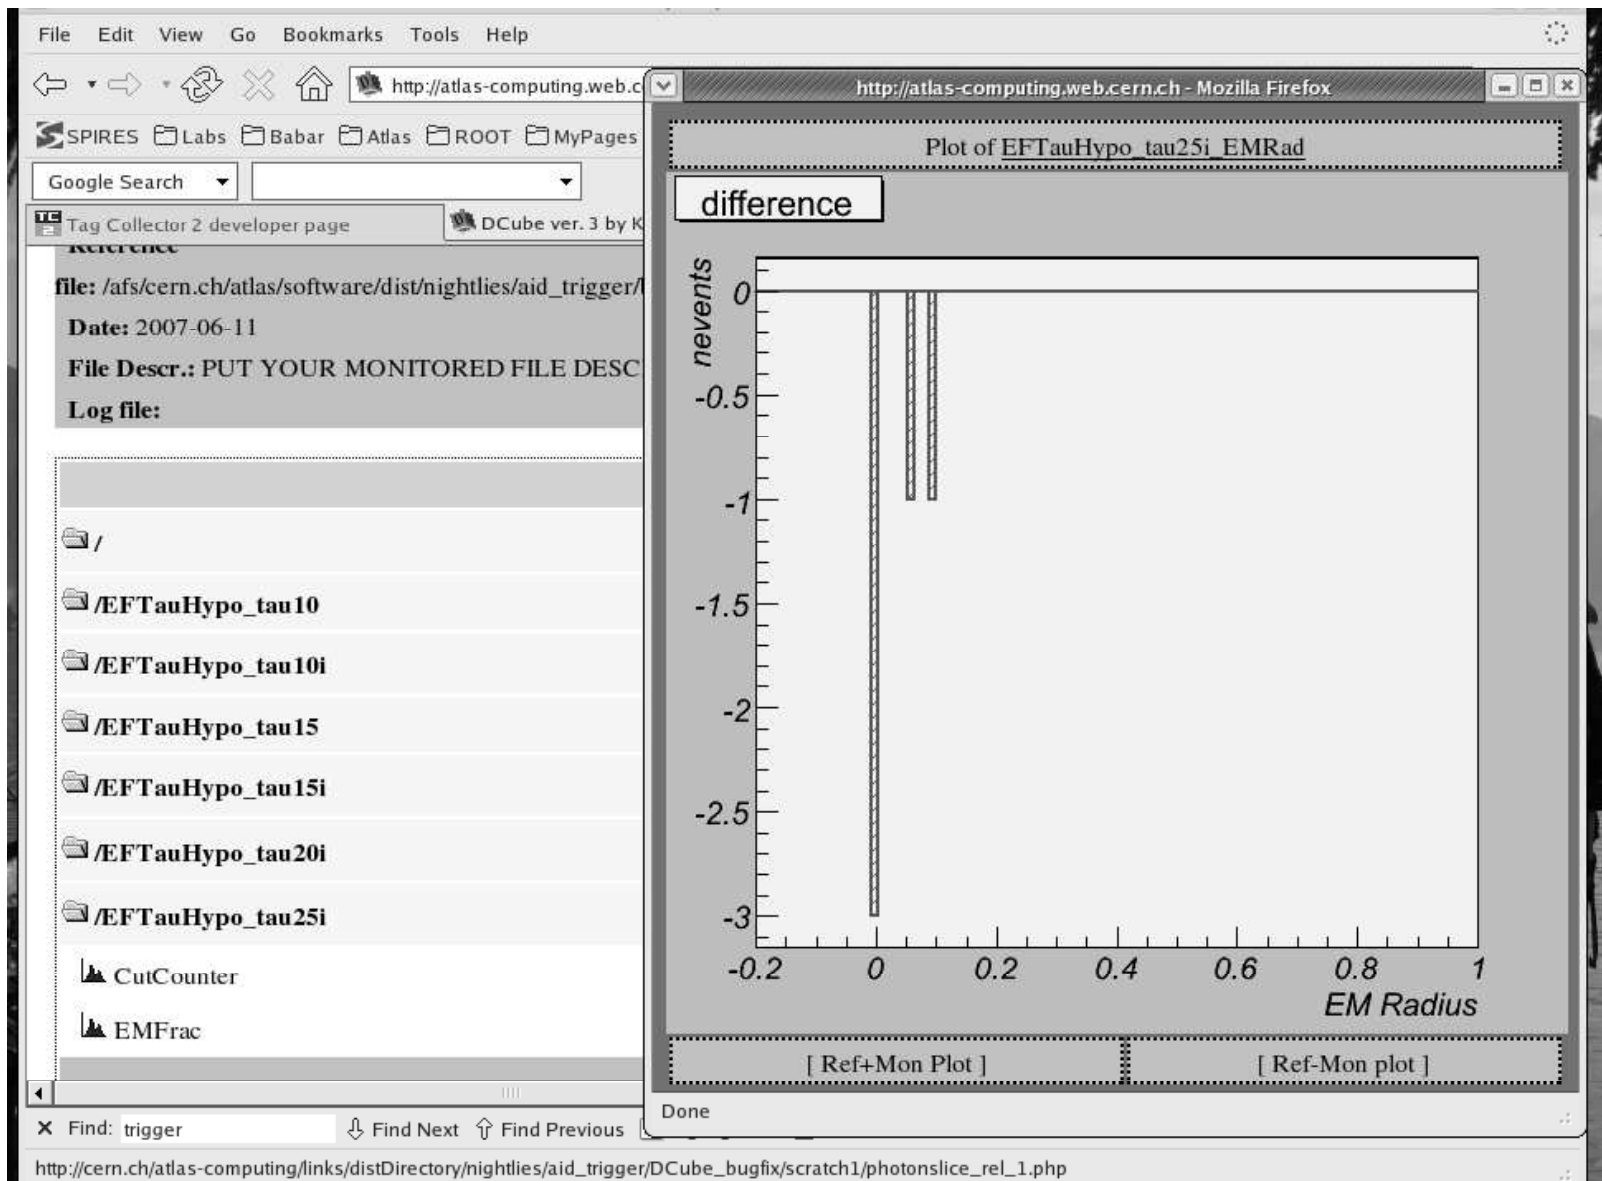 File Edit View Go Bookmarks Tools Help
http://atlas-computing.web.c
SPIRES Labs Babar Atlas ROOT MyPages
Google Search
Tag Collector 2 developer page
DCube ver. 3 by K
Reference
file: /afs/cern.ch/atlas/software/dist/nightlies/aid_trigger/
Date: 2007-06-11
File Descr.: PUT YOUR MONITORED FILE DESC
Log file:
/
/EFTauHypo_tau10
/EFTauHypo_tau10i
/EFTauHypo_tau15
/EFTauHypo_tau15i
/EFTauHypo_tau20i
/EFTauHypo_tau25i
CutCounter
EMFrac
Find: trigger Find Next Find Previous
http://cern.ch/atlas-computing/links/distDirectory/nightlies/aid_trigger/DCube_bugfix/scratch1/photonslice_rel_1.php
http://atlas-computing.web.cern.ch - Mozilla Firefox
Plot of EFTauHypo_tau25i_EMRad
difference
nevents
0
-0.5
-1
-1.5
-2
-2.5
-3
-0.2 0 0.2 0.4 0.6 0.8 1
EM Radius
[ Ref+Mon Plot ] [ Ref-Mon plot ]
Done